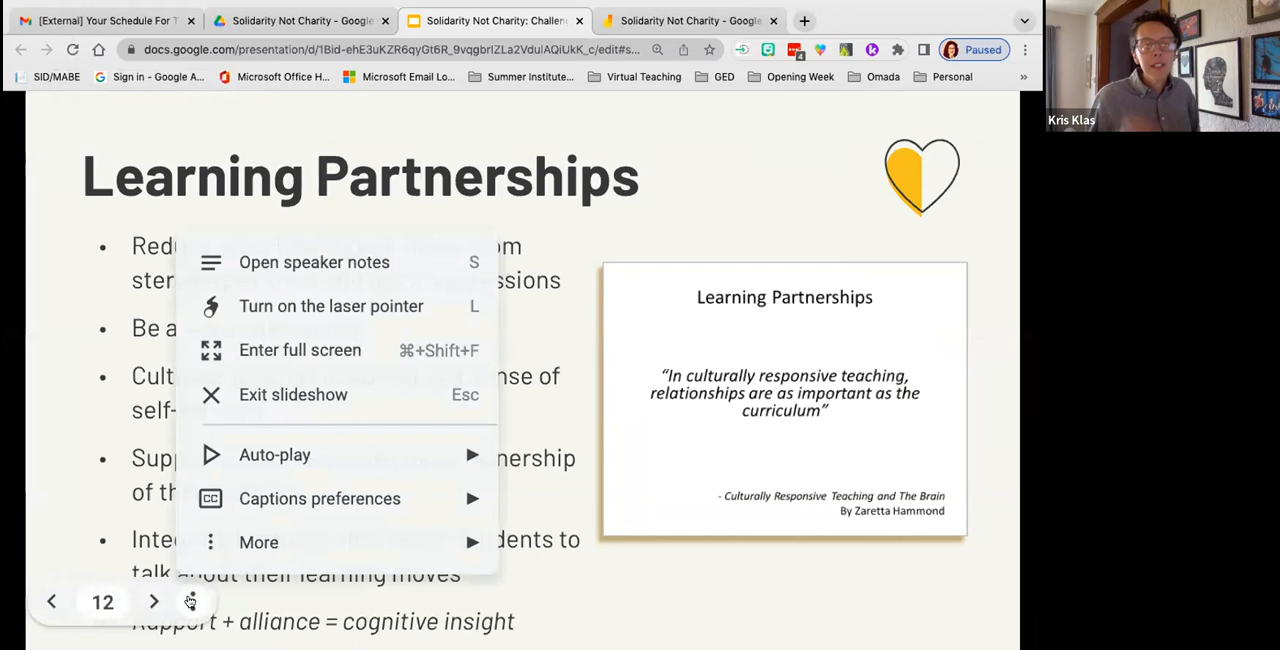 [External] Your Schedule For T
Solidarity Not Charity - Google
Solidarity Not Charity: Challen
Solidarity Not Charity - Google
docs.google.com/presentation/d/1Bid-ehE3uKZR6qyGt6R_9vqgbrlZLa2VdulAQiUkK_c/edit#s...
4
Paused
SID/MABE
Sign in - Google A...
Microsoft Office H...
Microsoft Email Lo...
Summer Institute...
Virtual Teaching
GED
Opening Week
Omada
Personal
»
Kris Klas
Learning Partnerships
• Red
ster
ssions
• Be a
• Cult
nse of
self-
• Supp
nership
of th
• Inte
dents to
talk about their learning moves
Rapport + alliance = cognitive insight
Open speaker notes S
Turn on the laser pointer L
Enter full screen ⌘+Shift+F
Exit slideshow Esc
Auto-play
CC Captions preferences
More
12
Learning Partnerships
“In culturally responsive teaching,
relationships are as important as the
curriculum”
- Culturally Responsive Teaching and The Brain
By Zaretta Hammond